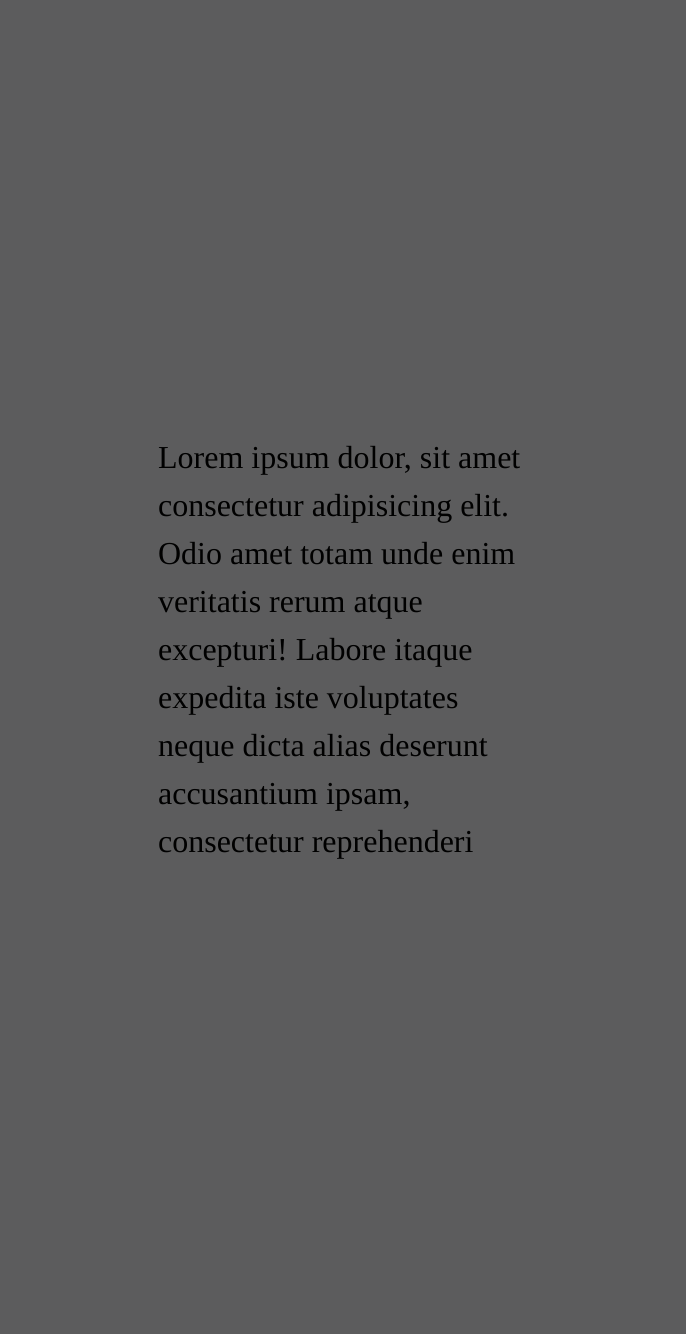 Lorem ipsum dolor, sit amet
consectetur adipisicing elit.
Odio amet totam unde enim
veritatis rerum atque
excepturi! Labore itaque
expedita iste voluptates
neque dicta alias deserunt
accusantium ipsam,
consectetur reprehenderi